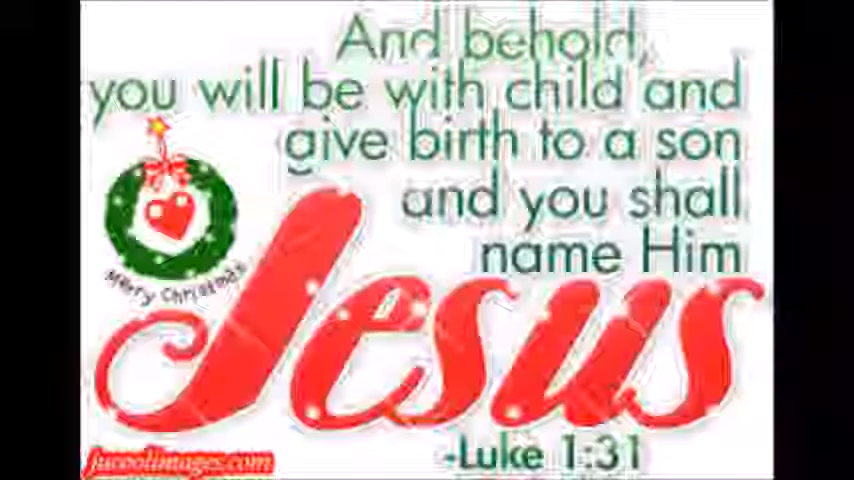 And behold,
you will be with child and
give birth to a son
and you shall
name Him
Jesus
Merry Christmas
-Luke 1:31
jucoolimages.com